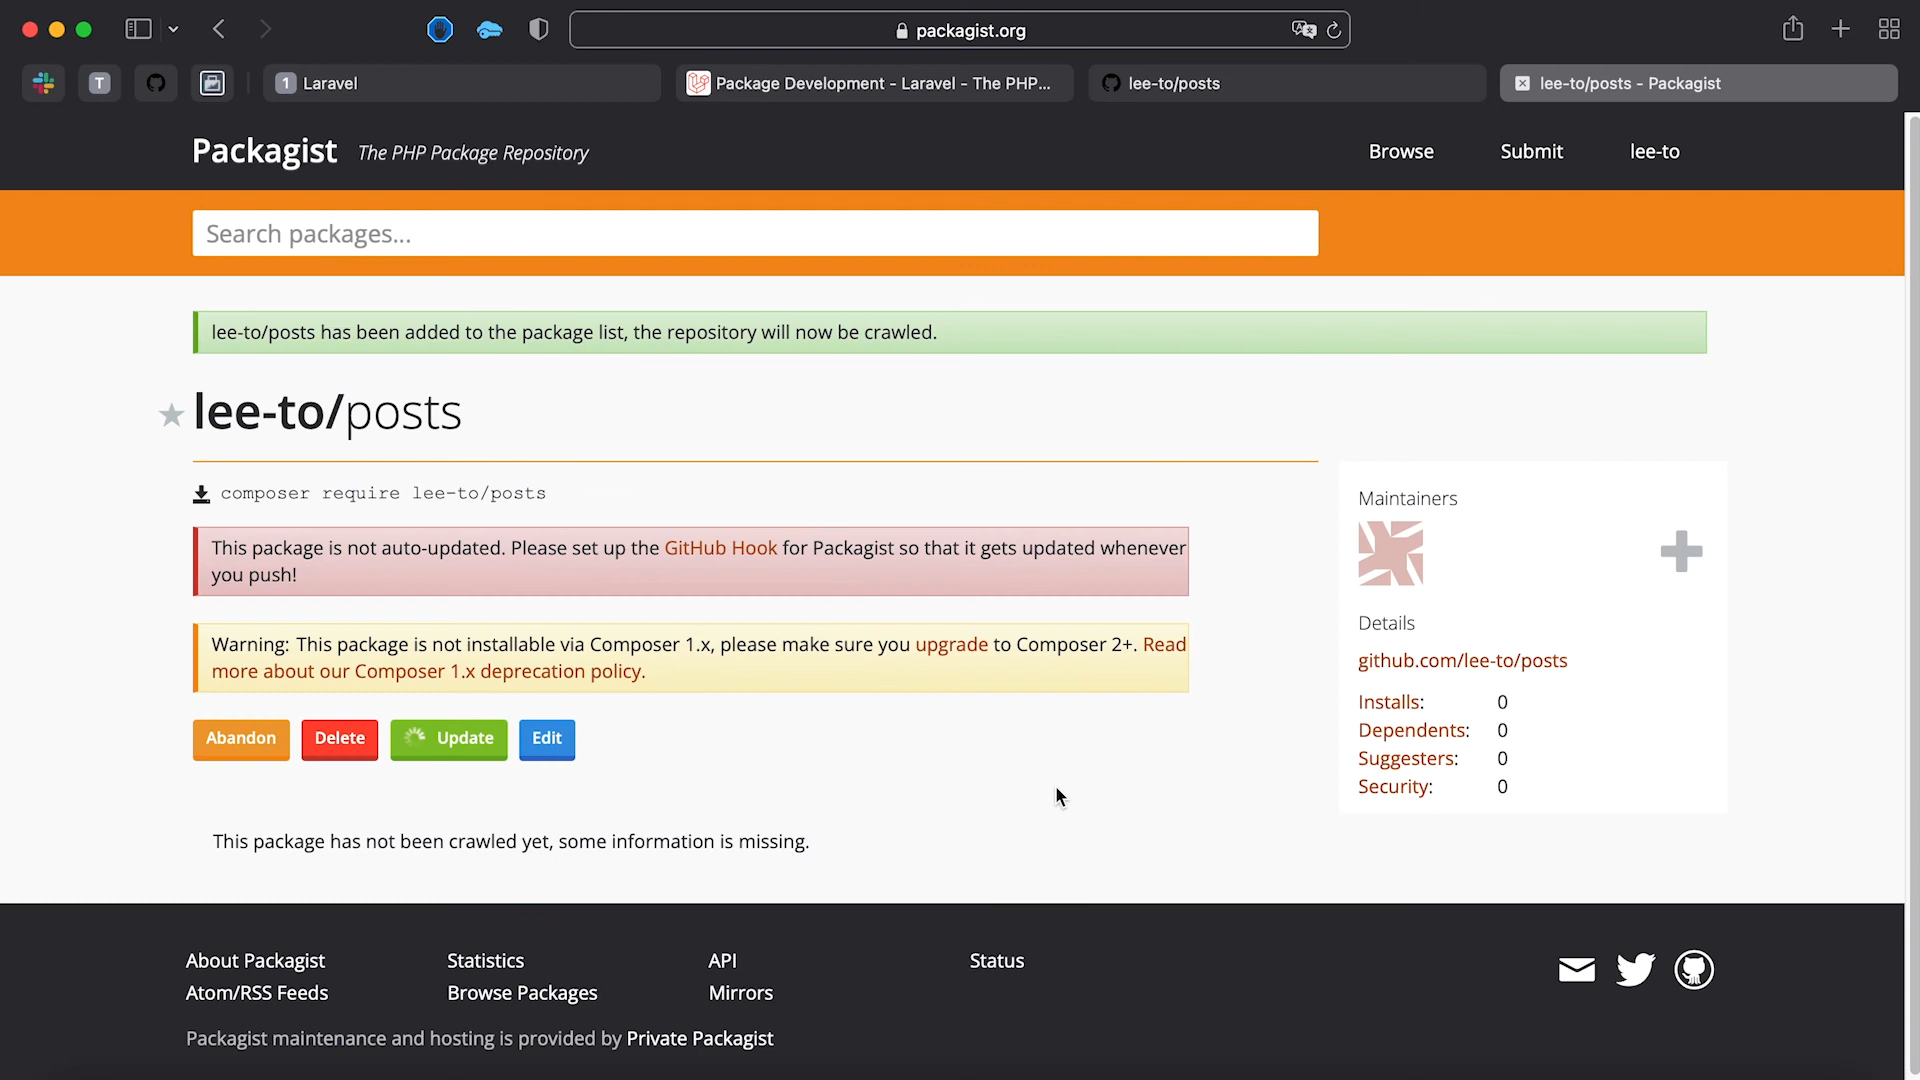 packagist.org
T
1 Laravel
Package Development - Laravel - The PHP...
lee-to/posts
lee-to/posts - Packagist
Packagist The PHP Package Repository
Browse
Submit
lee-to
Search packages...
lee-to/posts has been added to the package list, the repository will now be crawled.
lee-to/posts
composer require lee-to/posts
This package is not auto-updated. Please set up the GitHub Hook for Packagist so that it gets updated whenever
you push!
Warning: This package is not installable via Composer 1.x, please make sure you upgrade to Composer 2+. Read
more about our Composer 1.x deprecation policy.
Abandon
Delete
Update
Edit
This package has not been crawled yet, some information is missing.
Maintainers
Details
github.com/lee-to/posts
Installs: 0
Dependents: 0
Suggesters: 0
Security: 0
About Packagist
Atom/RSS Feeds
Statistics
Browse Packages
API
Mirrors
Status
Packagist maintenance and hosting is provided by Private Packagist